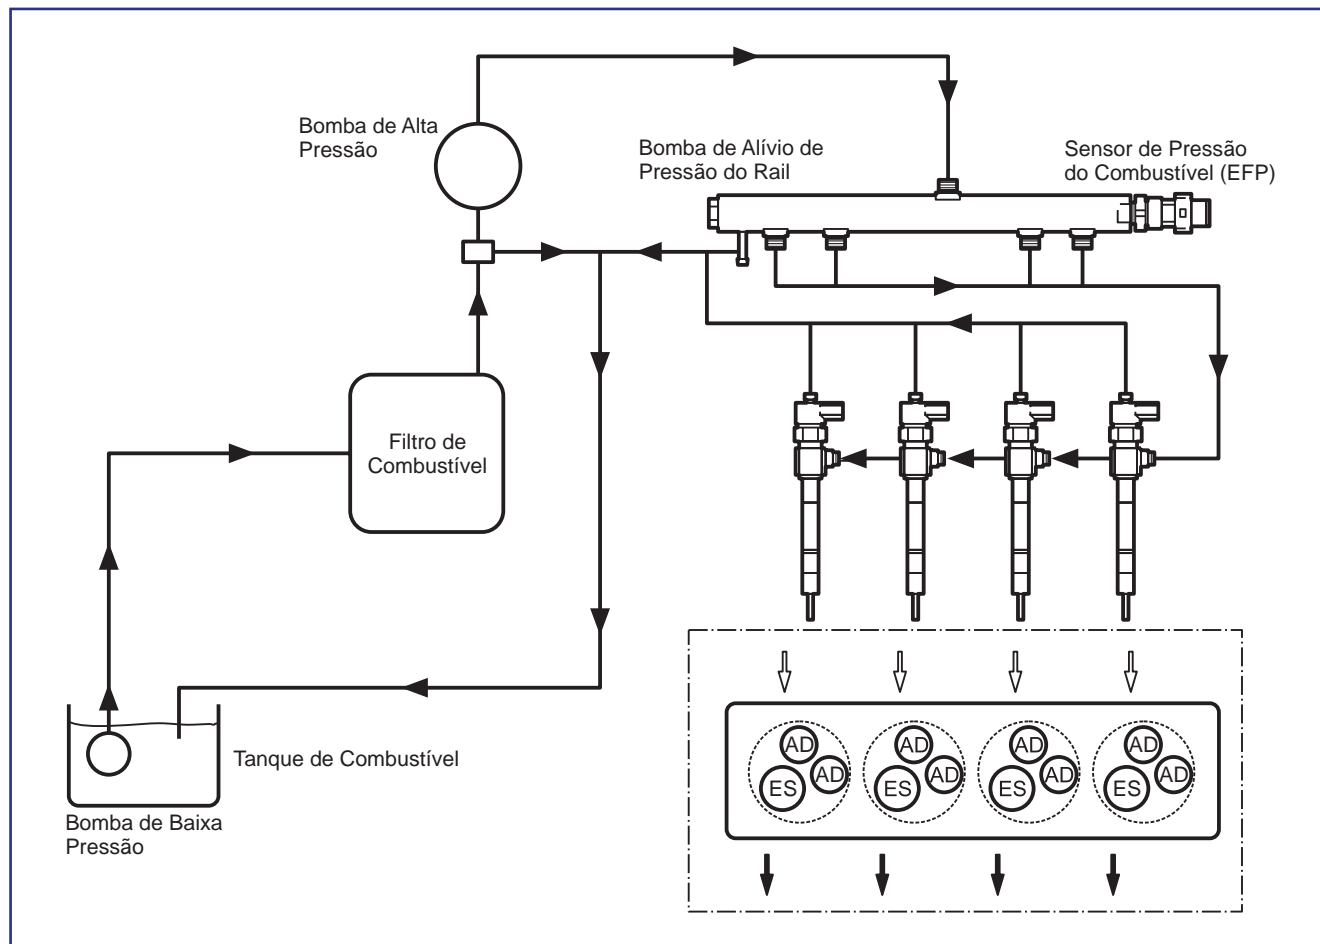 Bomba de Alta
Pressão
Bomba de Alívio de
Pressão do Rail
Sensor de Pressão
do Combustível (EFP)
Filtro de
Combustível
Tanque de Combustível
Bomba de Baixa
Pressão
AD
AD
ES
AD
AD
ES
AD
AD
ES
AD
AD
ES